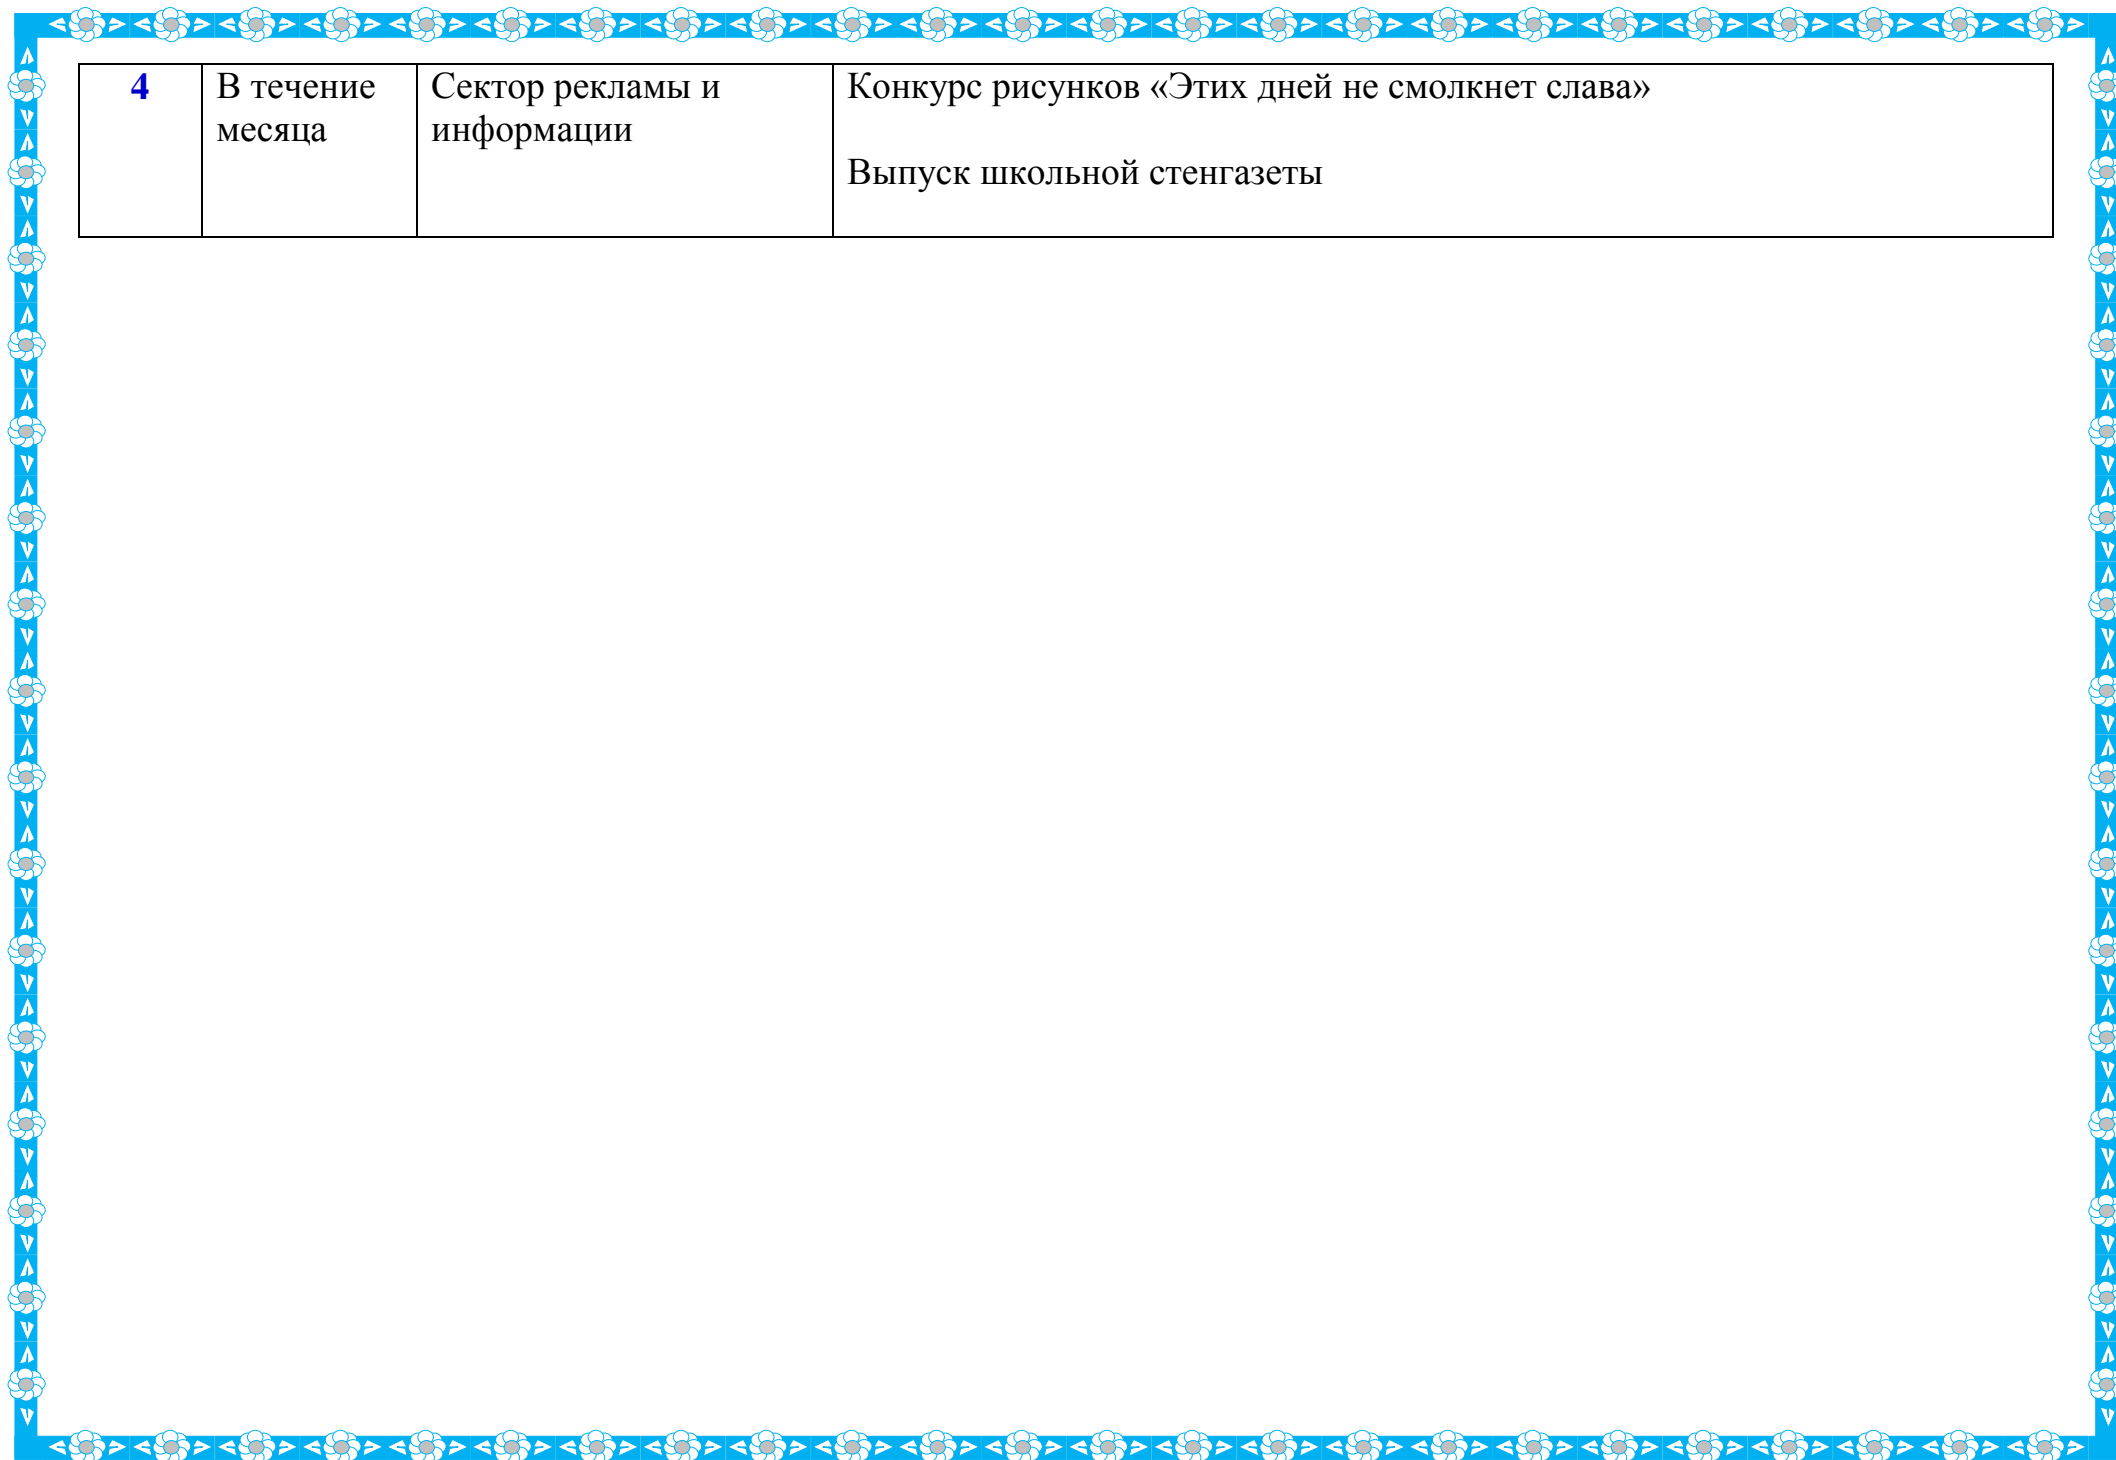 4
В течение
месяца
Сектор рекламы и
информации
Конкурс рисунков «Этих дней не смолкнет слава»
Выпуск школьной стенгазеты